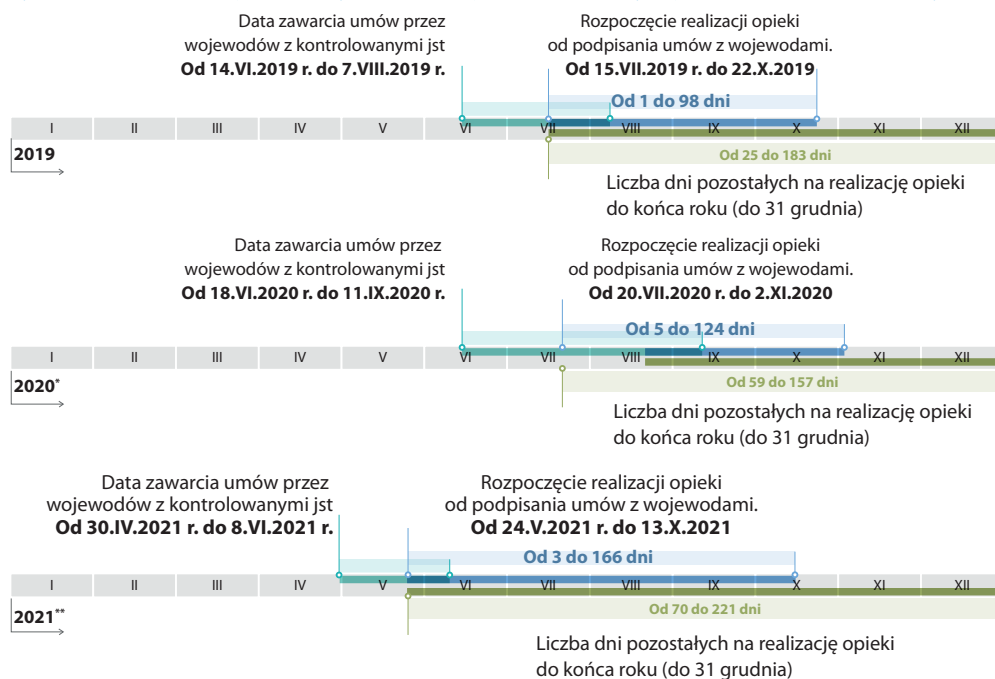 Data zawarcia umów przez
wojewodów z kontrolowanymi jst
Od 14.VI.2019 r. do 7.VIII.2019 r.
Rozpoczęcie realizacji opieki
od podpisania umów z wojewodami.
Od 15.VII.2019 r. do 22.X.2019
Od 1 do 98 dni
I II III IV V VI VII VIII IX X XI XII
2019
Od 25 do 183 dni
Liczba dni pozostałych na realizację opieki
do końca roku (do 31 grudnia)
Data zawarcia umów przez
wojewodów z kontrolowanymi jst
Od 18.VI.2020 r. do 11.IX.2020 r.
Rozpoczęcie realizacji opieki
od podpisania umów z wojewodami.
Od 20.VII.2020 r. do 2.XI.2020
Od 5 do 124 dni
I II III IV V VI VII VIII IX X XI XII
2020*
Od 59 do 157 dni
Liczba dni pozostałych na realizację opieki
do końca roku (do 31 grudnia)
Data zawarcia umów przez
wojewodów z kontrolowanymi jst
Od 30.IV.2021 r. do 8.VI.2021 r.
Rozpoczęcie realizacji opieki
od podpisania umów z wojewodami.
Od 24.V.2021 r. do 13.X.2021
Od 3 do 166 dni
I II III IV V VI VII VIII IX X XI XII
2021**
Od 70 do 221 dni
Liczba dni pozostałych na realizację opieki
do końca roku (do 31 grudnia)